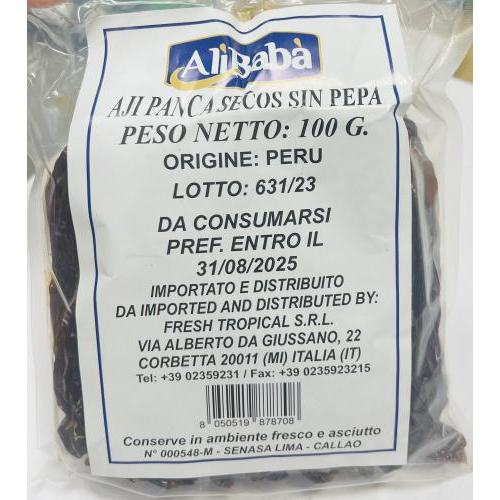 AliBabà
AJI PANCA SECOS SIN PEPA
PESO NETTO: 100 G.
ORIGINE: PERU
LOTTO: 631/23
DA CONSUMARSI
PREF. ENTRO IL
31/08/2025
IMPORTATO E DISTRIBUITO
DA IMPORTED AND DISTRIBUTED BY:
FRESH TROPICAL S.R.L.
VIA ALBERTO DA GIUSSANO, 22
CORBETTA 20011 (MI) ITALIA (IT)
Tel: +39 02359231 / Fax: +39 0235923215
8 050519 878708
Conserve in ambiente fresco e asciutto
N° 000548-M - SENASA LIMA - CALLAO